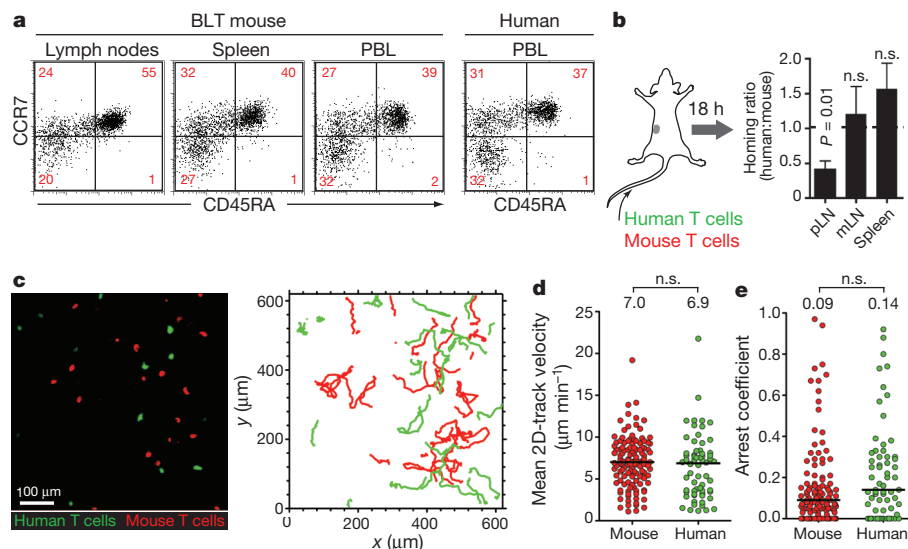 a
BLT mouse
Human
Lymph nodes
Spleen
PBL
PBL
CCR7
24 55
20 1
32 40
27 1
27 39
32 2
31 37
32 1
CD45RA
CD45RA
b
18 h
Human T cells
Mouse T cells
Homing ratio
(human:mouse)
2.0
1.5
1.0
0.5
0
P = 0.01
n.s.
n.s.
pLN
mLN
Spleen
c
100 μm
Human T cells Mouse T cells
y (μm)
600
400
200
0
0 200 400 600
x (μm)
d
n.s.
7.0 6.9
Mean 2D-track velocity
(μm min⁻¹)
25
20
15
10
5
0
Mouse Human
e
n.s.
0.09 0.14
Arrest coefficient
1.0
0.8
0.6
0.4
0.2
0.0
Mouse Human